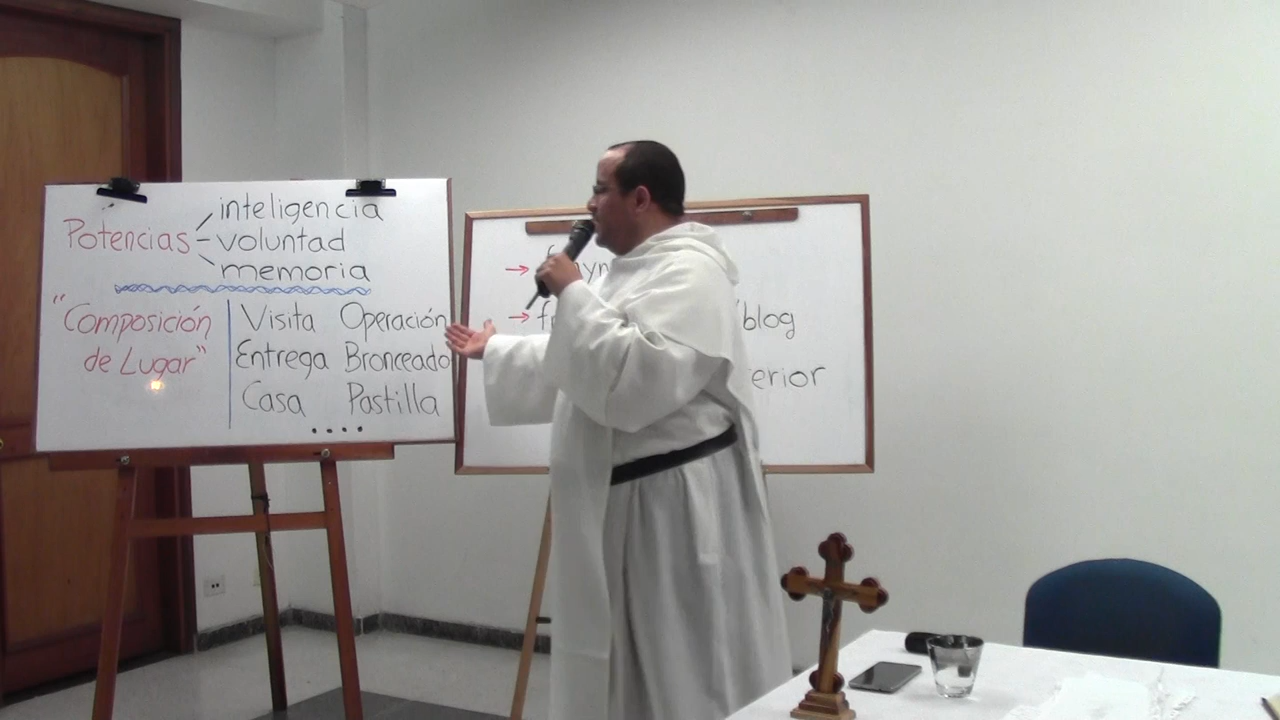 Potencias
inteligencia
voluntad
memoria
"Composición
de Lugar"
Visita Operación
Entrega Bronceado
Casa Pastilla
....
→
→ /blog